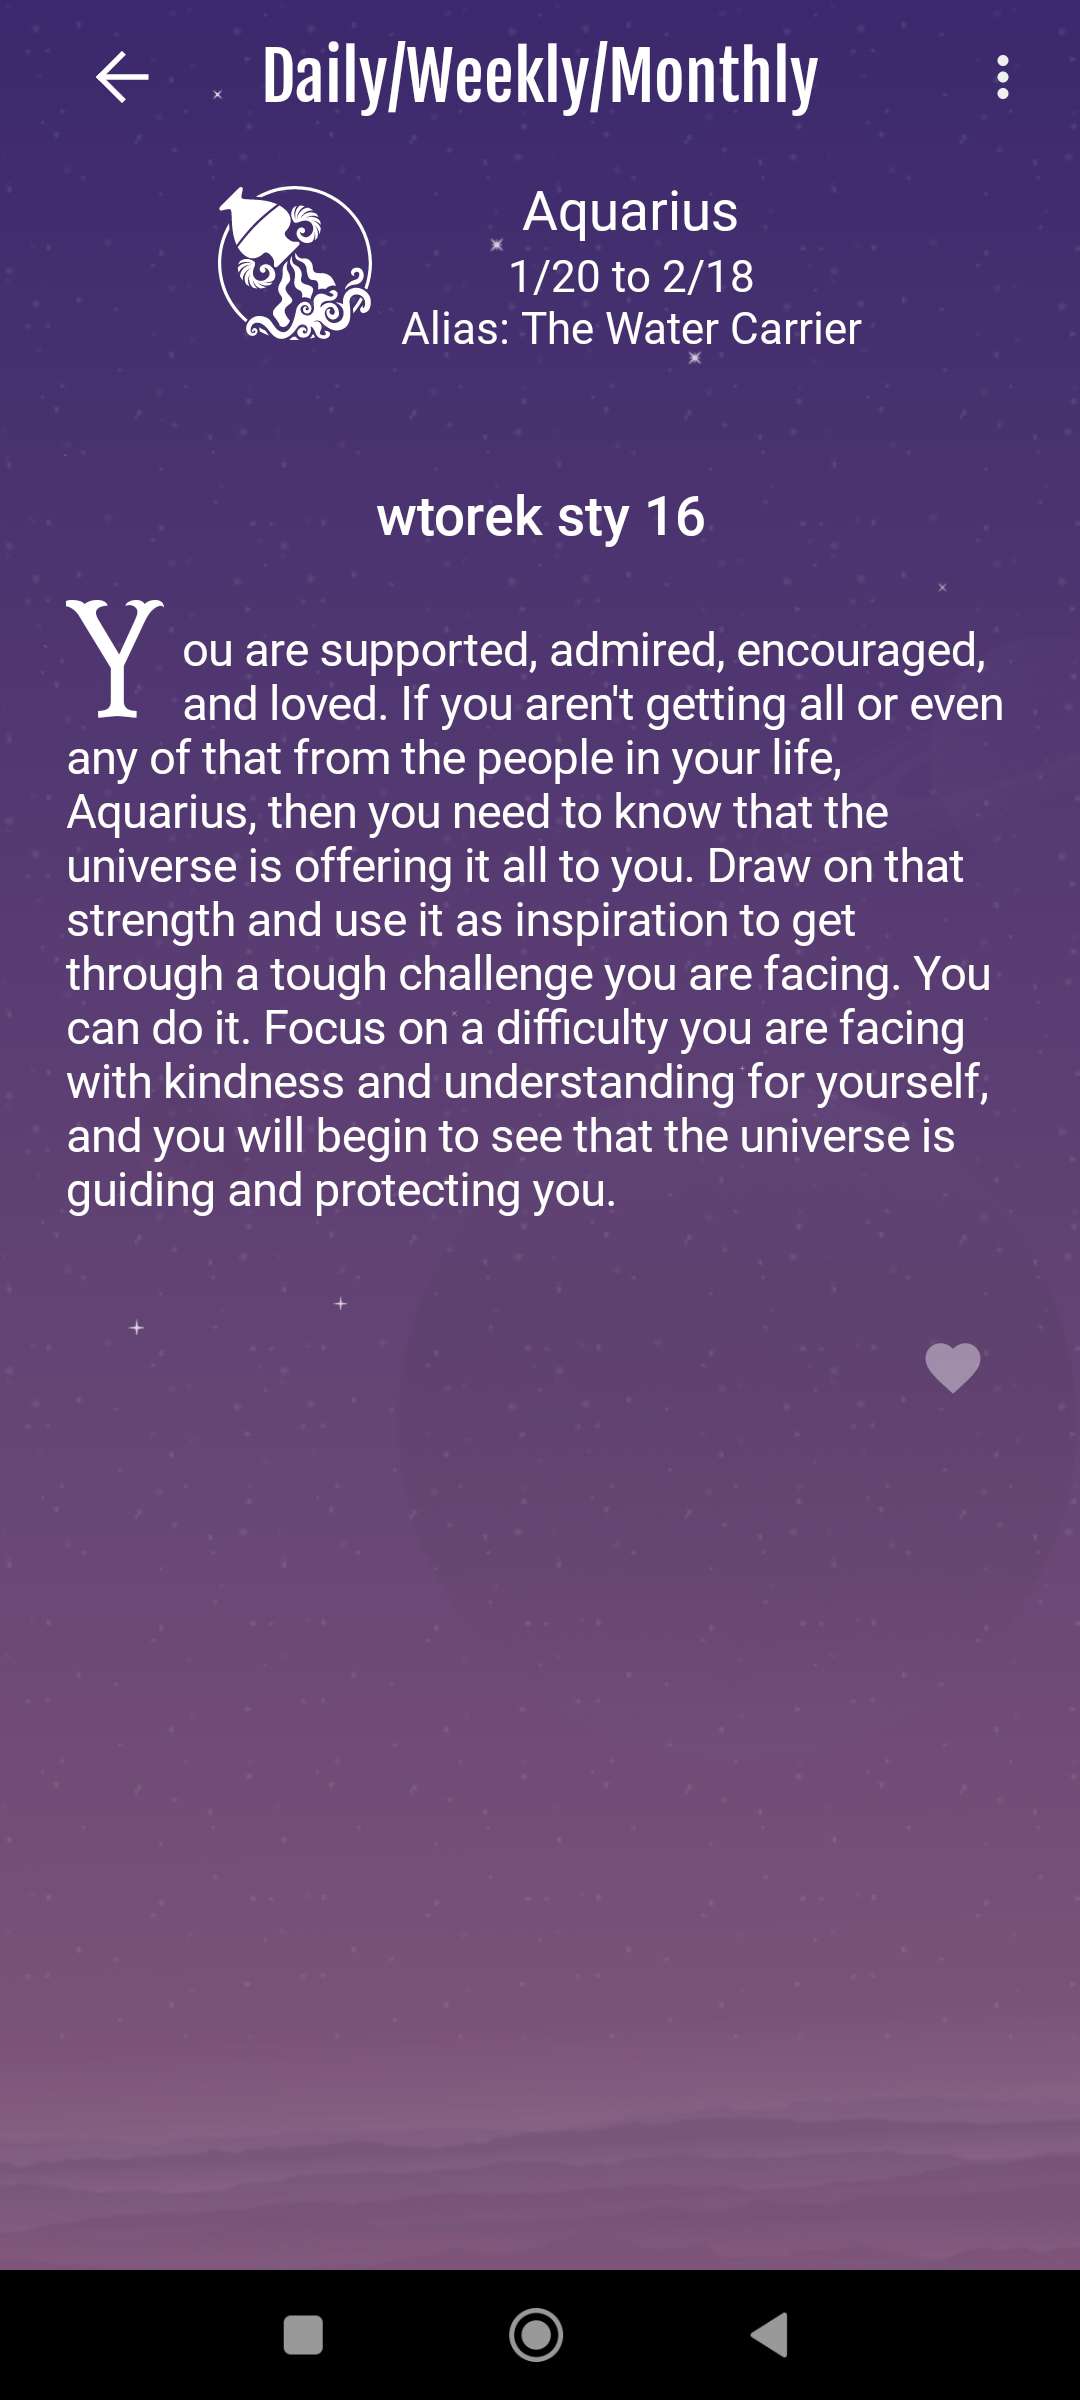 Daily/Weekly/Monthly
Aquarius
1/20 to 2/18
Alias: The Water Carrier
wtorek sty 16
You are supported, admired, encouraged,
and loved. If you aren't getting all or even
any of that from the people in your life,
Aquarius, then you need to know that the
universe is offering it all to you. Draw on that
strength and use it as inspiration to get
through a tough challenge you are facing. You
can do it. Focus on a difficulty you are facing
with kindness and understanding for yourself,
and you will begin to see that the universe is
guiding and protecting you.